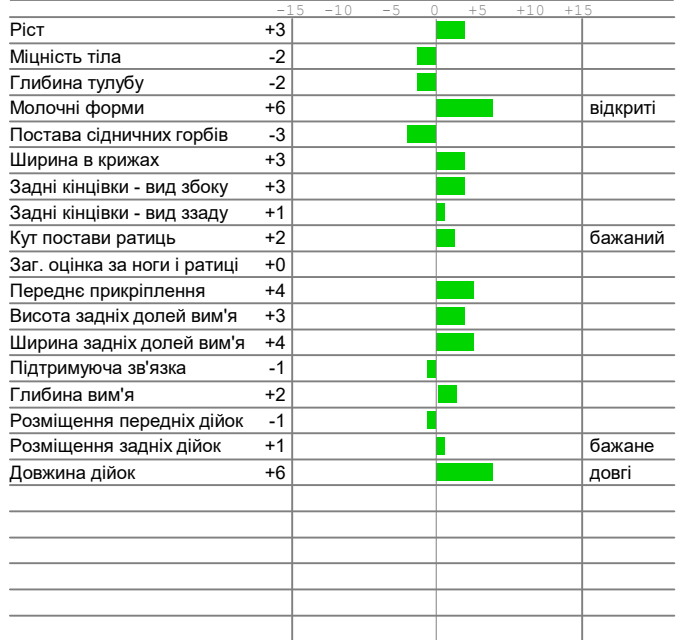 -15 -10 -5 0 +5 +10 +15
Ріст +3
Міцність тіла -2
Глибина тулубу -2
Молочні форми +6 відкриті
Постава сідничних горбів -3
Ширина в крижах +3
Задні кінцівки - вид збоку +3
Задні кінцівки - вид ззаду +1
Кут постави ратиць +2 бажаний
Заг. оцінка за ноги і ратиці +0
Переднє прикріплення +4
Висота задніх долей вим'я +3
Ширина задніх долей вим'я +4
Підтримуюча зв'язка -1
Глибина вим'я +2
Розміщення передніх дійок -1
Розміщення задніх дійок +1 бажане
Довжина дійок +6 довгі